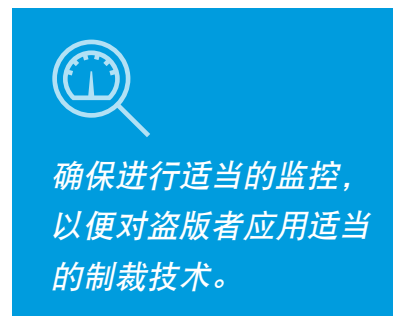 确保进行适当的监控，
以便对盗版者应用适当
的制裁技术。